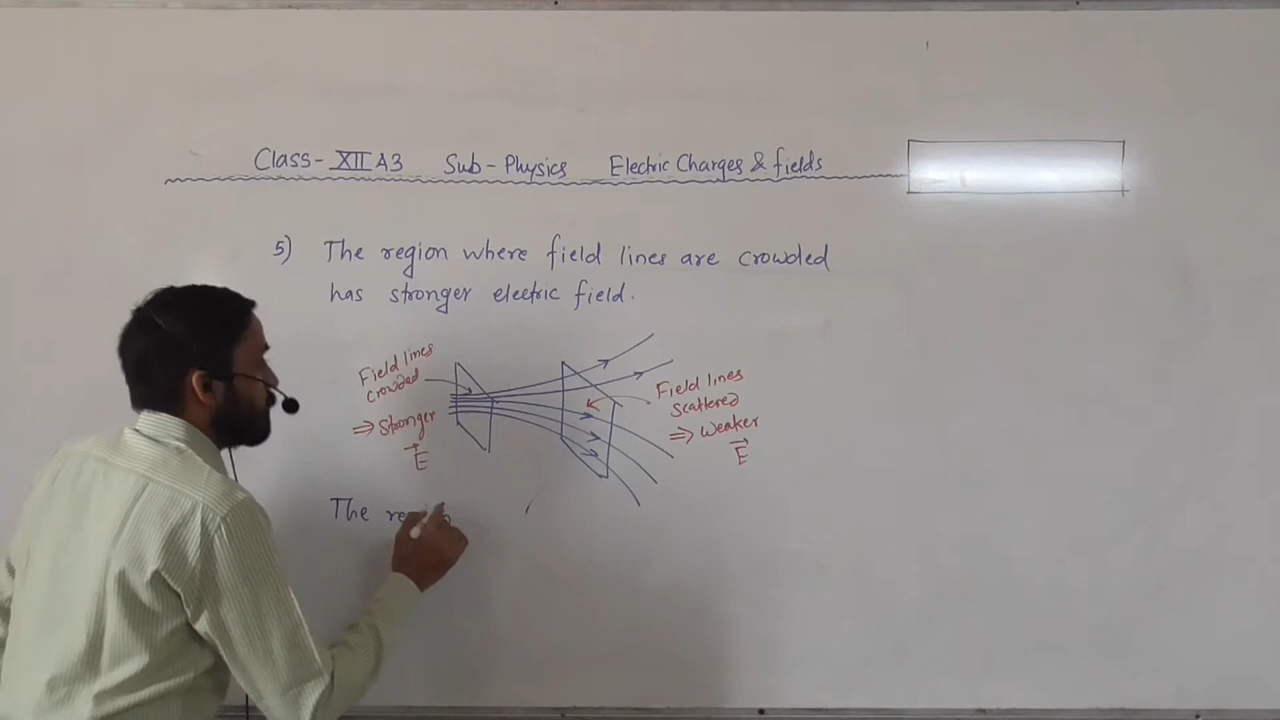 Class-XII A3 Sub-Physics Electric Charges & fields
5) The region where field lines are crowded
has stronger electric field.
Field lines
crowded
⇒ Stronger
E⃗
Field lines
scattered
⇒ Weaker
E⃗
The